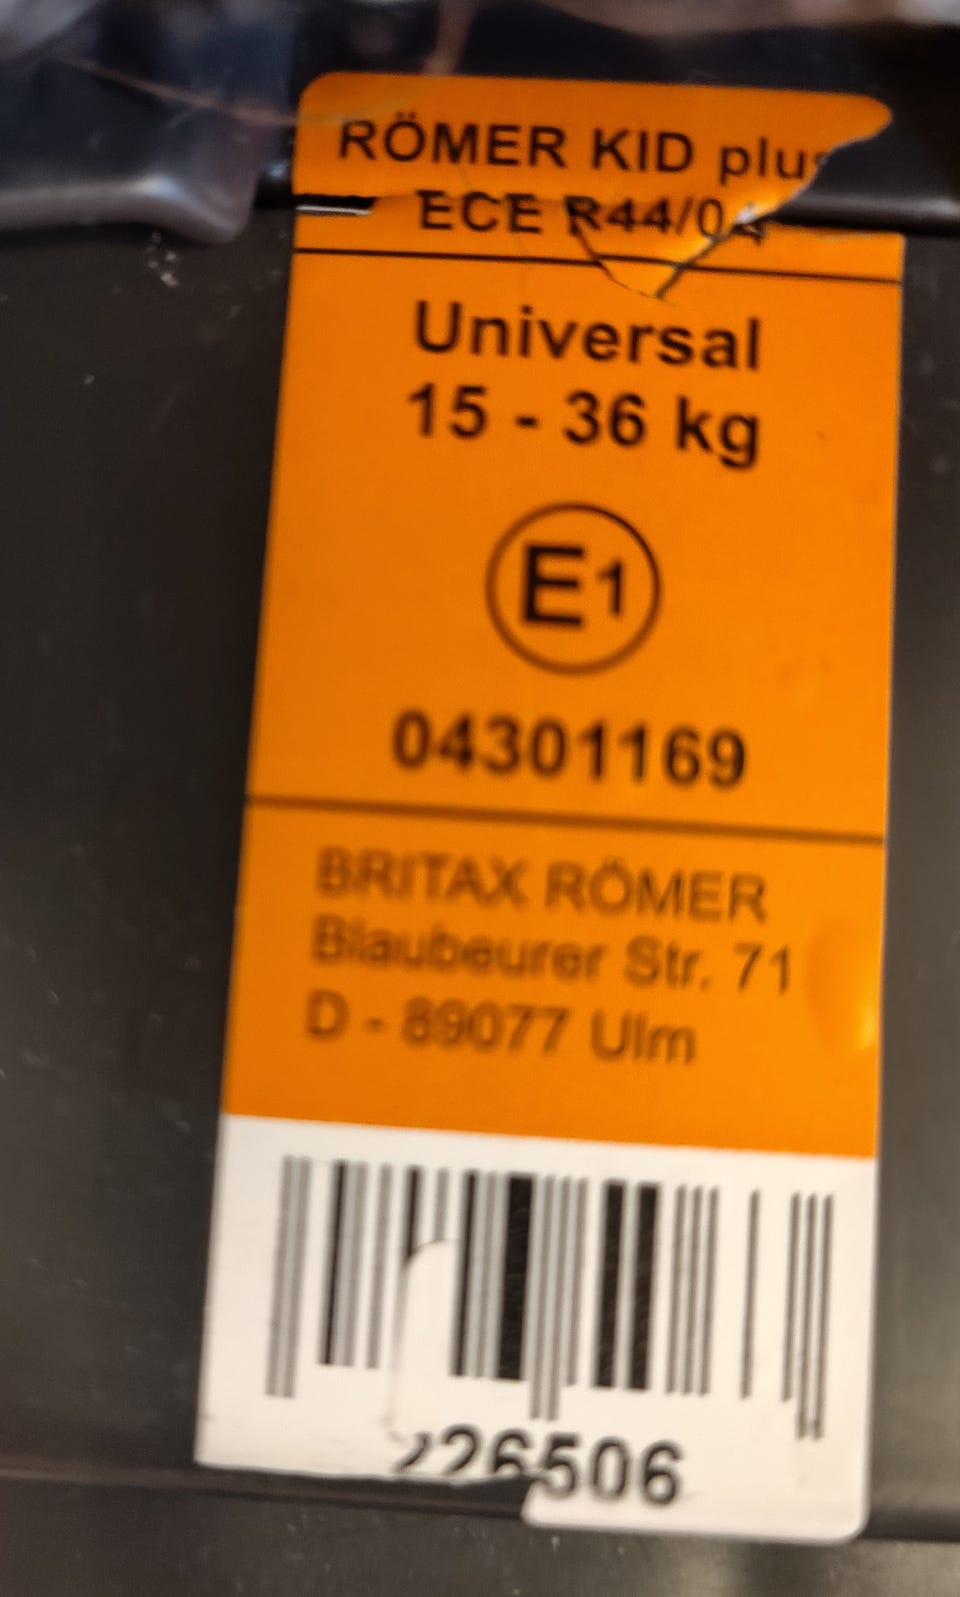 RÖMER KID plus
ECE R44/04
Universal
15 - 36 kg
E1
04301169
BRITAX RÖMER
Blaubeurer Str. 71
D - 89077 Ulm
226506